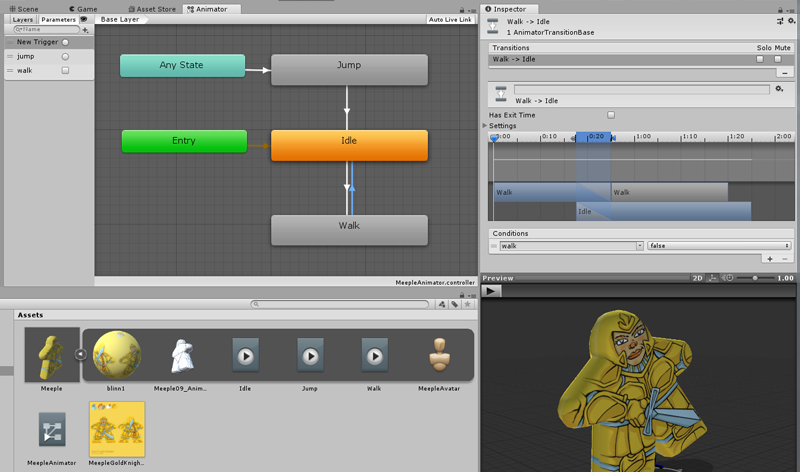 Scene
Game
Asset Store
Animator
Layers
Parameters
Base Layer
Auto Live Link
Name
New Trigger
jump
walk
Any State
Jump
Entry
Idle
Walk
MeepleAnimator.controller
Inspector
Walk -> Idle
1 AnimatorTransitionBase
Transitions
Solo Mute
Walk -> Idle
Walk -> Idle
Has Exit Time
Settings
0:10
0:20
1:00
1:10
1:20
2:00
Walk
Walk
Idle
Conditions
walk
false
Preview
2D
1.00
Assets
Meeple
blinn1
Meeple09_Anim...
Idle
Jump
Walk
MeepleAvatar
MeepleAnimator
MeepleGoldKnigh...